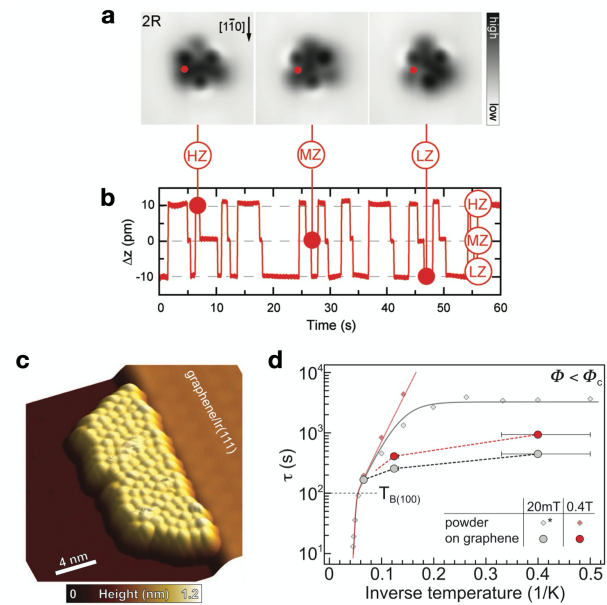 a
2R
[11̄0]
high
low
HZ
MZ
LZ
b
Δz (pm)
10
0
-10
HZ
MZ
LZ
0
10
20
30
40
50
60
Time (s)
c
graphene/Ir(111)
4 nm
0 Height (nm) 1.2
d
Φ < Φc
τ (s)
10⁴
10³
10²
10¹
TB(100)
20mT 0.4T
powder *
on graphene
0.0 0.1 0.2 0.3 0.4 0.5
Inverse temperature (1/K)